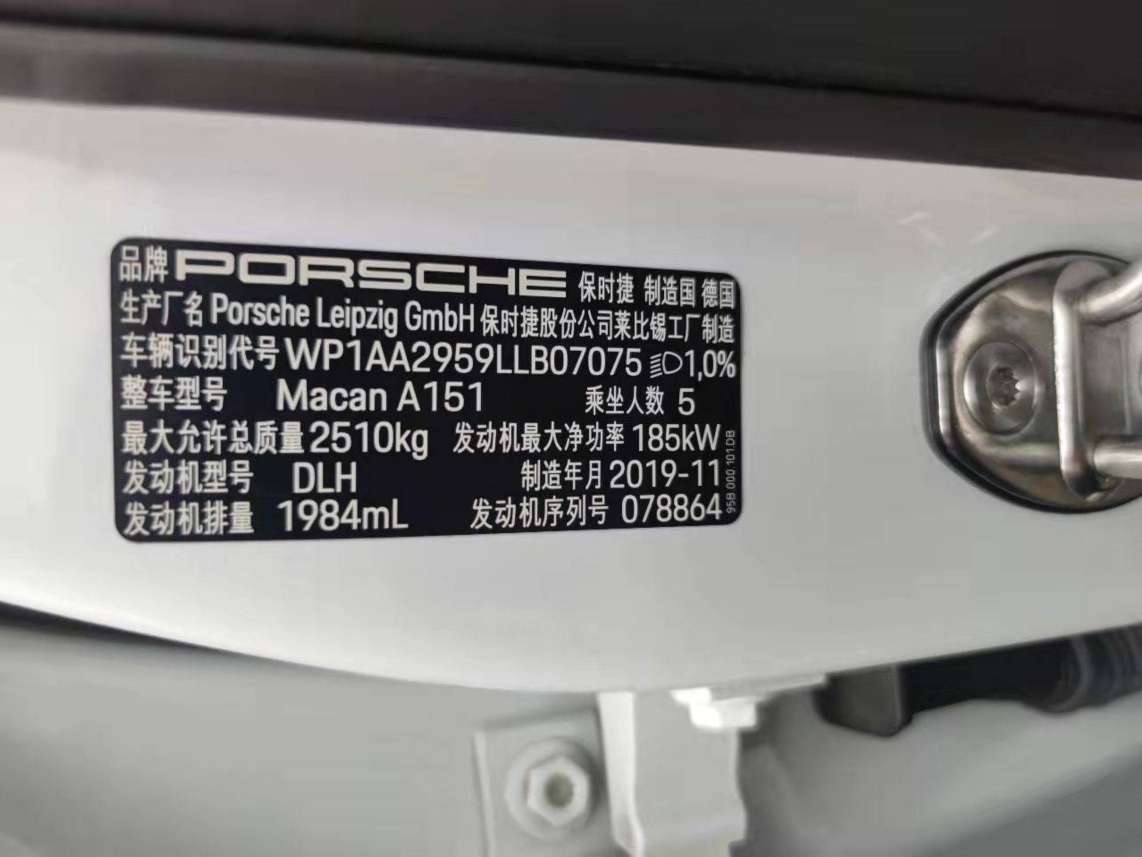 品牌 PORSCHE 保时捷 制造国 德国
生产厂名 Porsche Leipzig GmbH 保时捷股份公司莱比锡工厂制造
车辆识别代号 WP1AA2959LLB07075 1,0%
整车型号 Macan A151 乘坐人数 5
最大允许总质量 2510kg 发动机最大净功率 185kW
发动机型号 DLH 制造年月 2019-11
发动机排量 1984mL 发动机序列号 078864
95B.000.101.DB